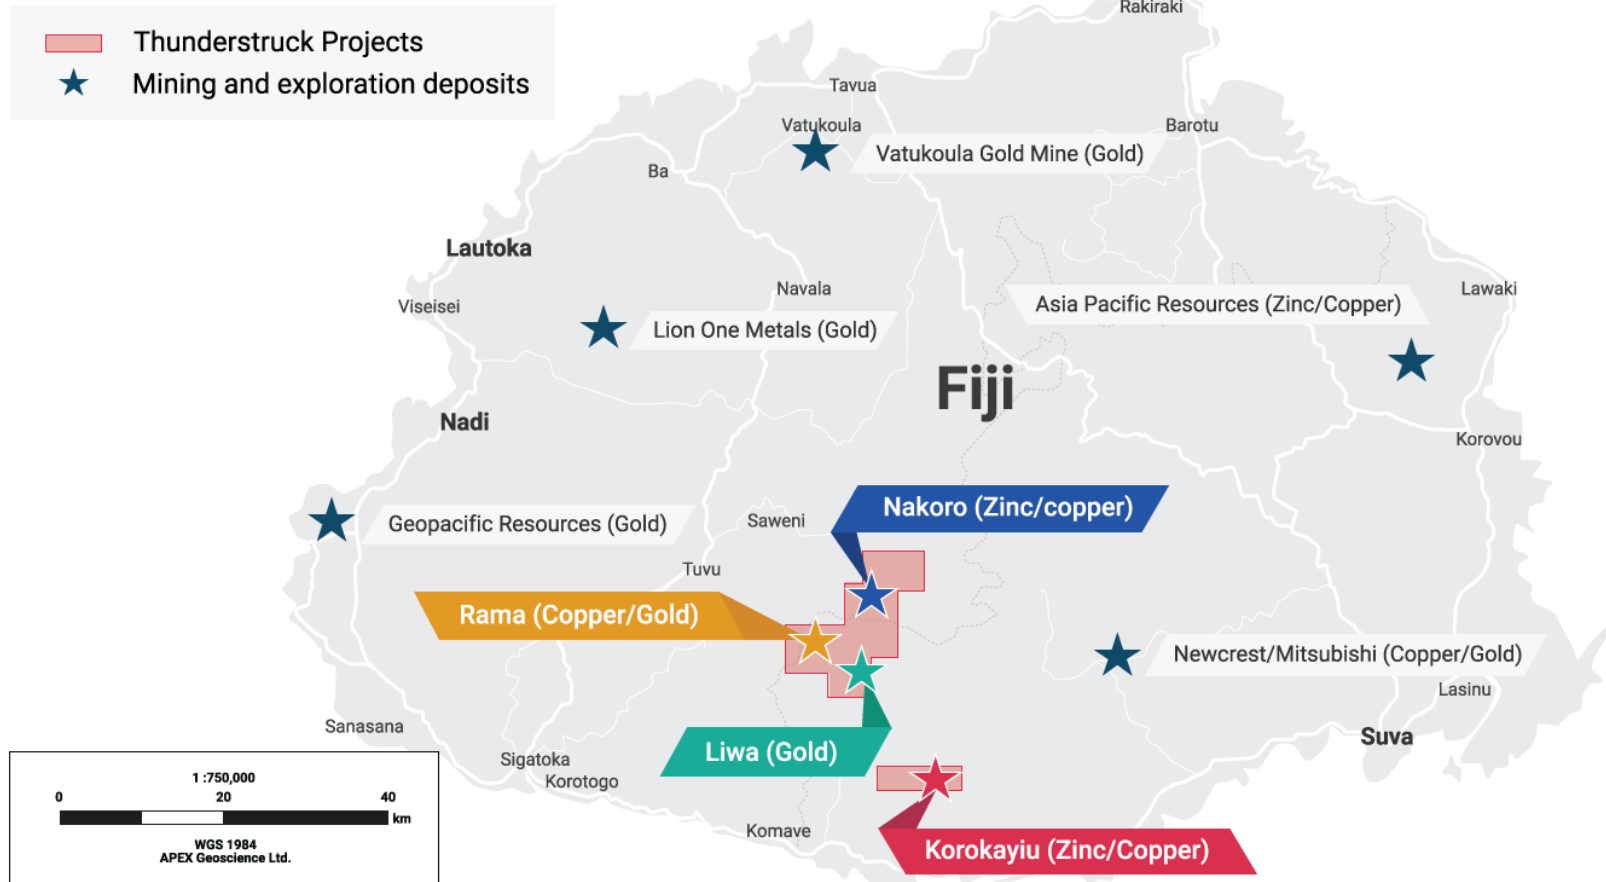 Thunderstruck Projects
Mining and exploration deposits
Rakiraki
Tavua
Vatukoula
Barotu
Vatukoula Gold Mine (Gold)
Ba
Lautoka
Navala
Lawaki
Viseisei
Asia Pacific Resources (Zinc/Copper)
Lion One Metals (Gold)
Fiji
Nadi
Korovou
Nakoro (Zinc/copper)
Saweni
Geopacific Resources (Gold)
Tuvu
Rama (Copper/Gold)
Newcrest/Mitsubishi (Copper/Gold)
Lasinu
Sanasana
Suva
Liwa (Gold)
Sigatoka
Korotogo
Komave
Korokayiu (Zinc/Copper)
1 :750,000
0 20 40
km
WGS 1984
APEX Geoscience Ltd.